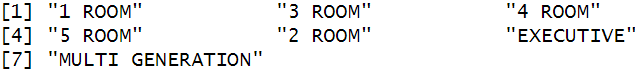 [1] "1 ROOM" "3 ROOM" "4 ROOM"
[4] "5 ROOM" "2 ROOM" "EXECUTIVE"
[7] "MULTI GENERATION"